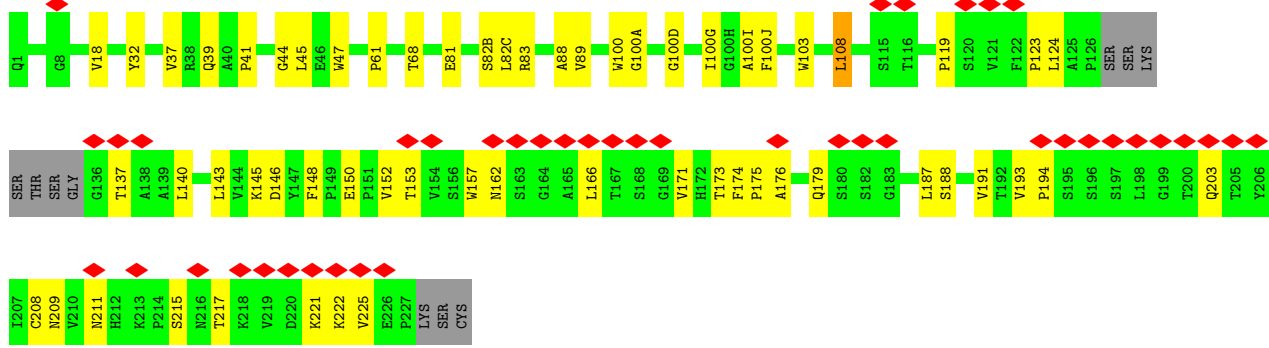 Q1 G8 V18 Y32 V37 R38 Q39 A40 P41 G44 L45 E46 W47 P61 T68 E81 S82B L82C R83 A88 V89 W100 G100A G100D I100G G100H A100I F100J W103 L108 S115 T116 P119 S120 V121 F122 P123 L124 A125 P126 SER SER LYS
SER THR SER GLY G136 T137 A138 A139 L140 L143 V144 K145 D146 Y147 F148 P149 E150 P151 V152 T153 V154 S156 W157 N162 S163 G164 A165 L166 T167 S168 G169 V171 H172 T173 F174 P175 A176 Q179 S180 S182 G183 L187 S188 V191 T192 V193 P194 S195 S196 S197 L198 G199 T200 Q203 T205 Y206
I207 C208 N209 V210 N211 H212 K213 P214 S215 N216 T217 K218 V219 D220 K221 K222 V225 E226 P227 LYS SER CYS